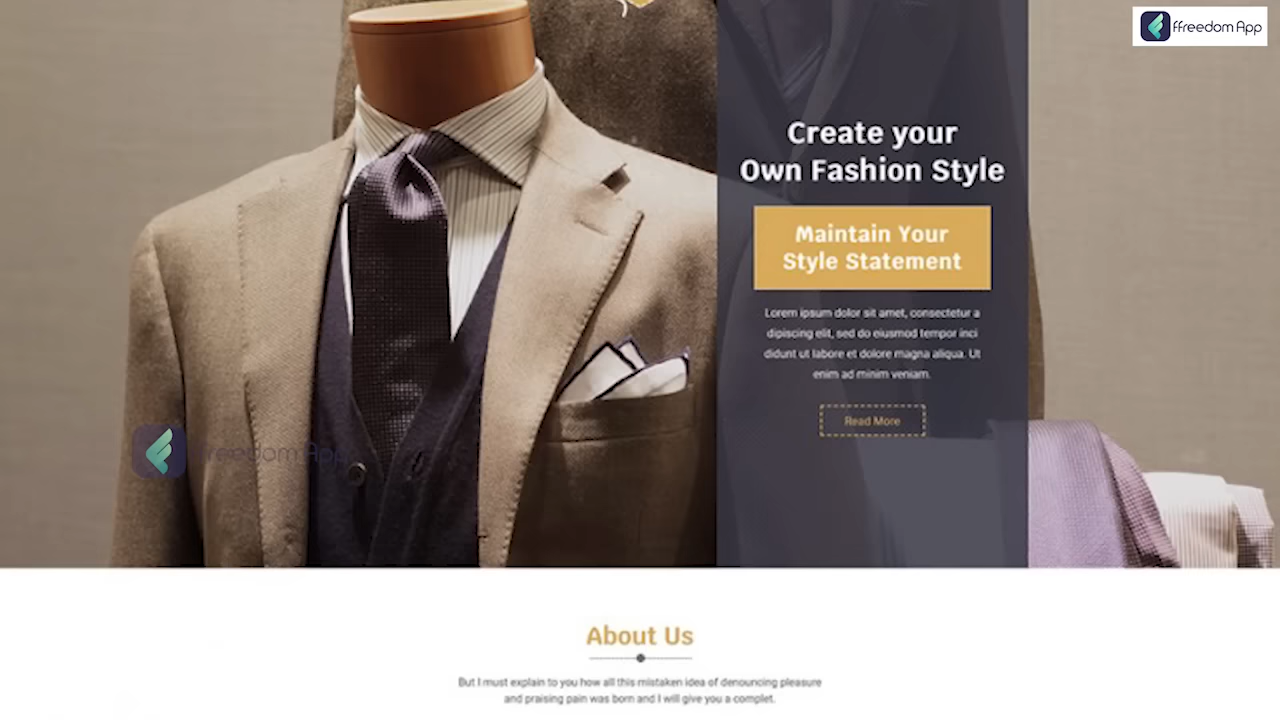 ffreedom App
Create your
Own Fashion Style
Maintain Your
Style Statement
Lorem ipsum dolor sit amet, consectetur a
dipiscing elit, sed do eiusmod tempor inci
didunt ut labore et dolore magna aliqua. Ut
enim ad minim veniam.
Read More
ffreedom App
About Us
But I must explain to you how all this mistaken idea of denouncing pleasure
and praising pain was born and I will give you a complet.